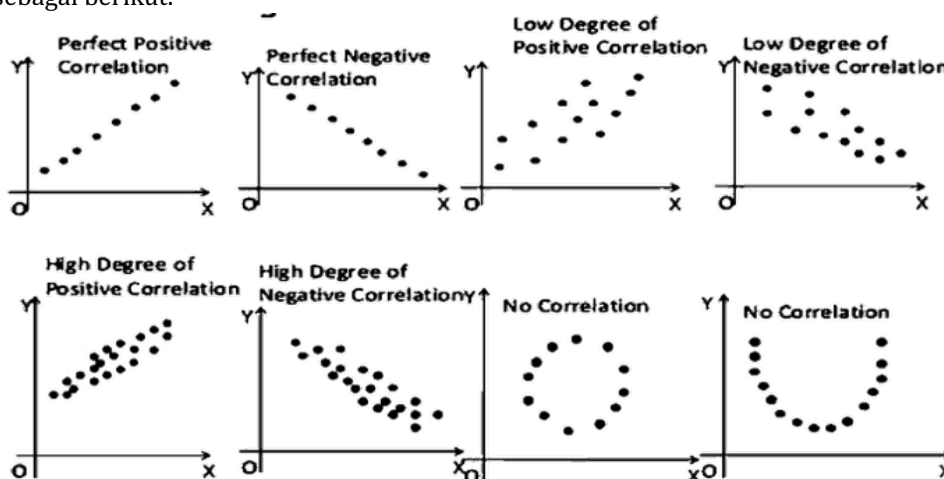 sebagai berikut.
Perfect Positive
Correlation
Y
O
X
Perfect Negative
Correlation
Y
O
X
Low Degree of
Positive Correlation
Y
O
X
Low Degree of
Negative Correlation
Y
O
X
High Degree of
Positive Correlation
Y
O
X
High Degree of
Negative Correlation
Y
O
X
No Correlation
Y
O
X
No Correlation
Y
O
X